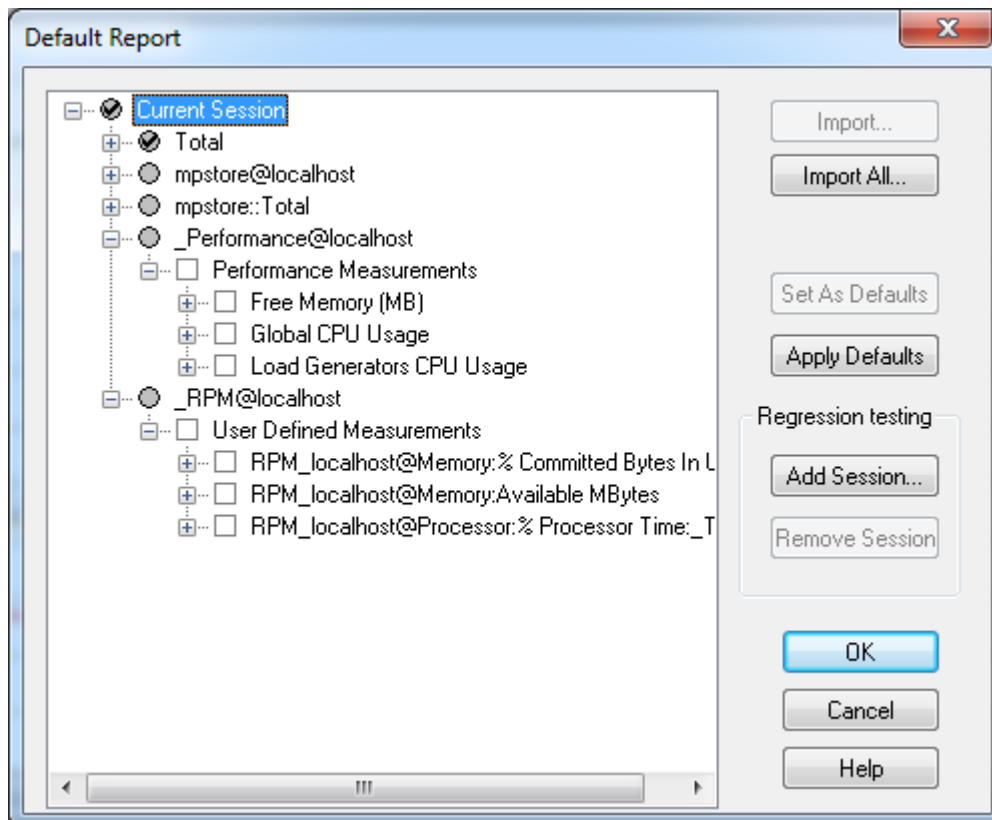 Default Report
Current Session
Total
mpstore@localhost
mpstore::Total
_Performance@localhost
Performance Measurements
Free Memory (MB)
Global CPU Usage
Load Generators CPU Usage
_RPM@localhost
User Defined Measurements
RPM_localhost@Memory:% Committed Bytes In U
RPM_localhost@Memory:Available MBytes
RPM_localhost@Processor:% Processor Time:_T
Import...
Import All...
Set As Defaults
Apply Defaults
Regression testing
Add Session...
Remove Session
OK
Cancel
Help